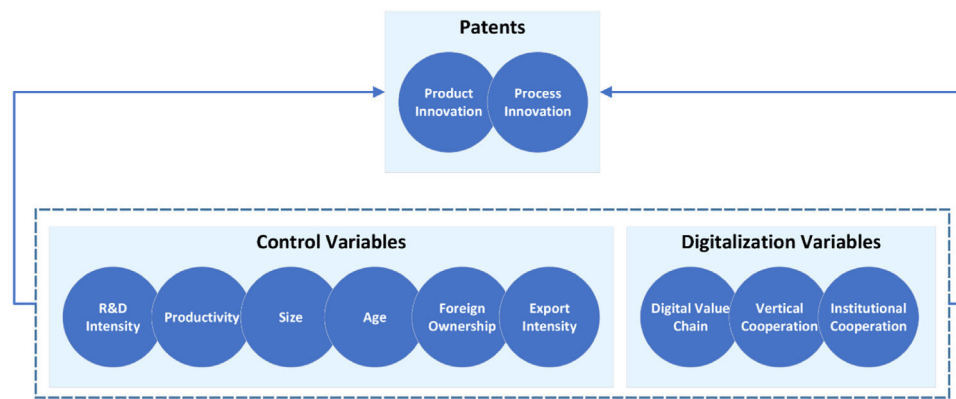 Patents
Product
Innovation
Process
Innovation
Control Variables
R&D
Intensity
Productivity
Size
Age
Foreign
Ownership
Export
Intensity
Digitalization Variables
Digital Value
Chain
Vertical
Cooperation
Institutional
Cooperation